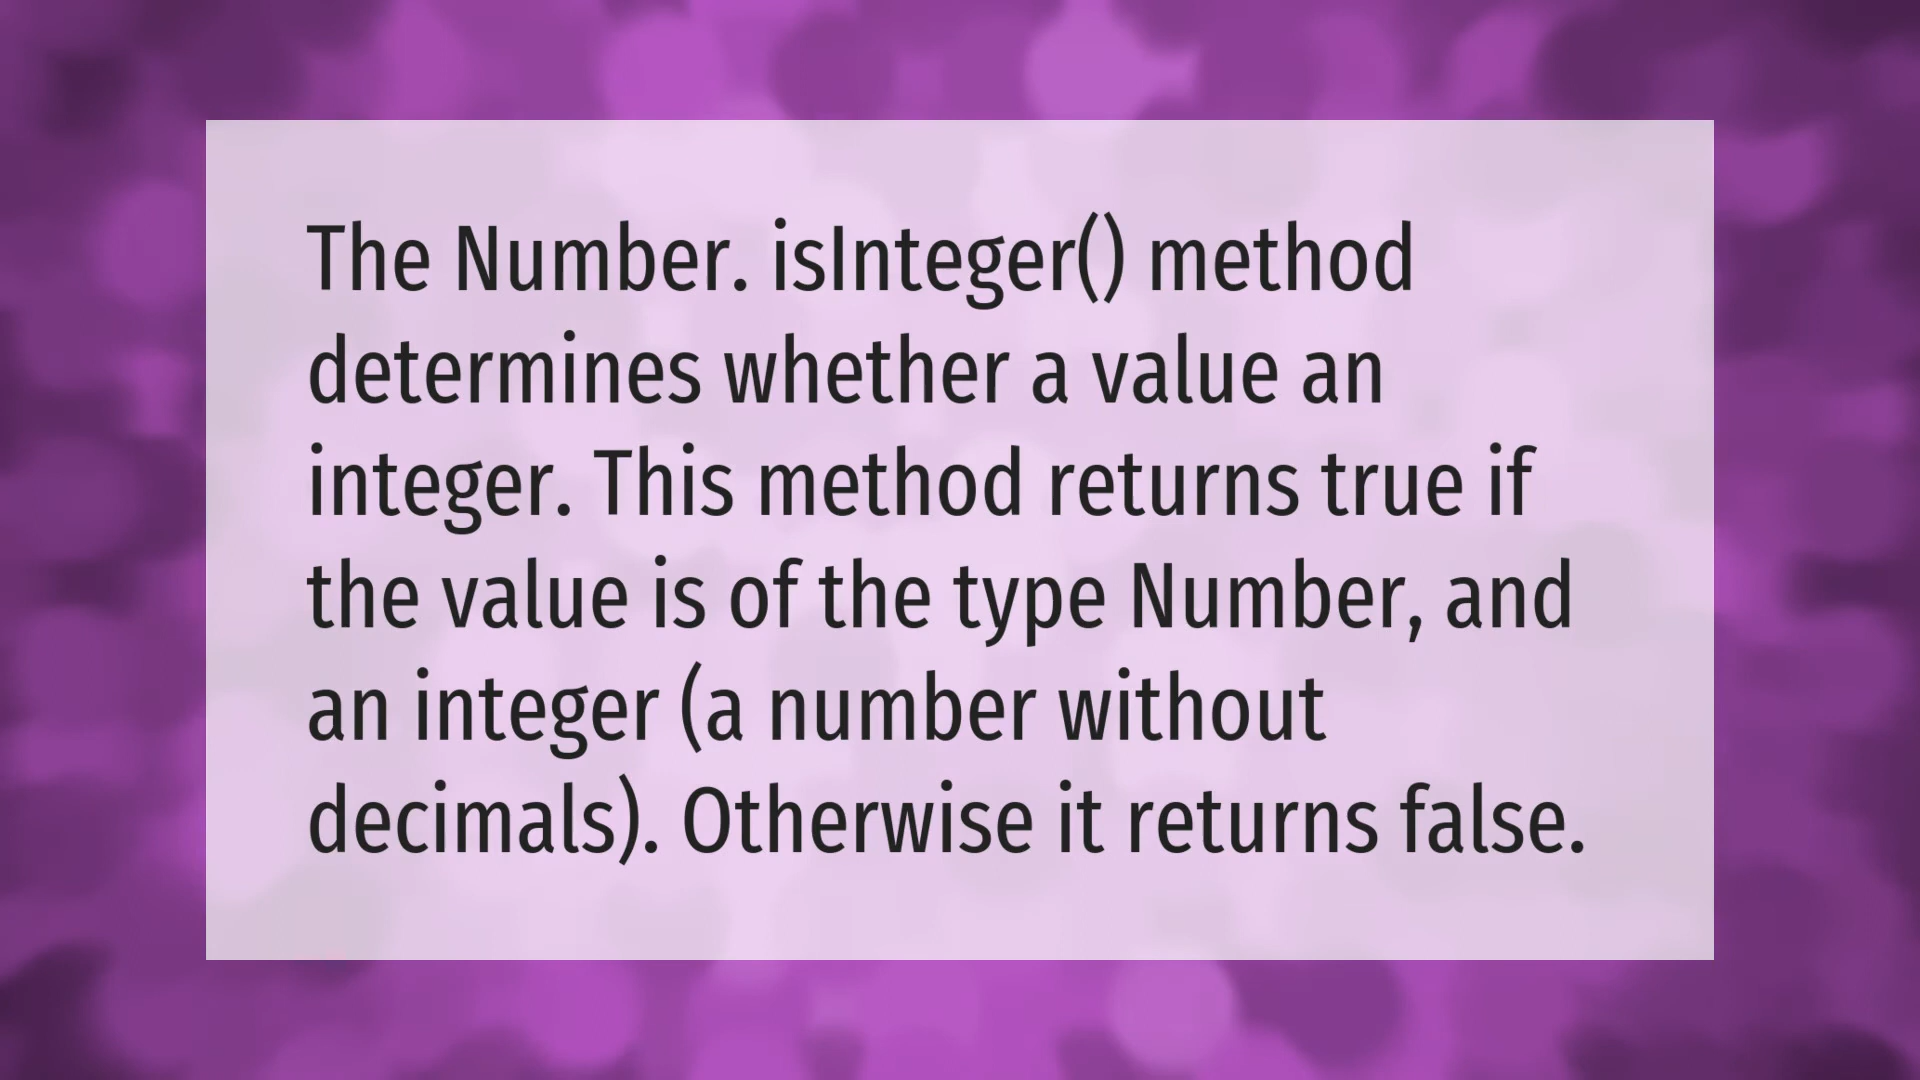 The Number. isInteger() method
determines whether a value an
integer. This method returns true if
the value is of the type Number, and
an integer (a number without
decimals). Otherwise it returns false.